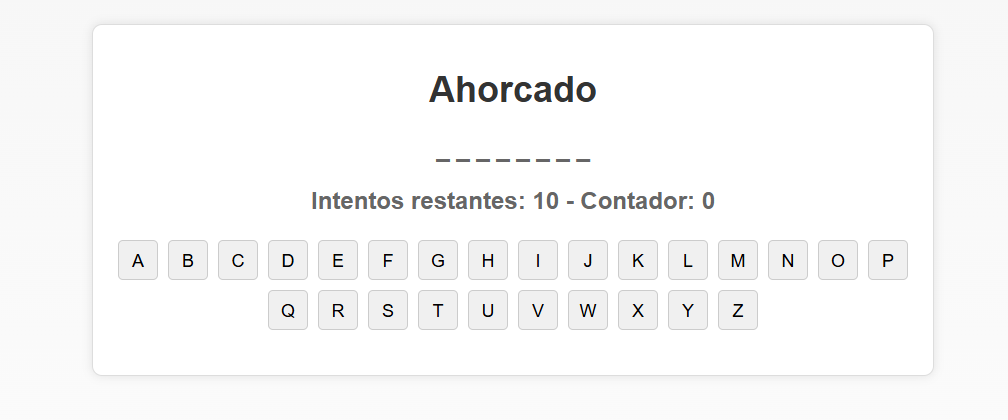 Ahorcado
_ _ _ _ _ _ _ _
Intentos restantes: 10 - Contador: 0
A B C D E F G H I J K L M N O P
Q R S T U V W X Y Z